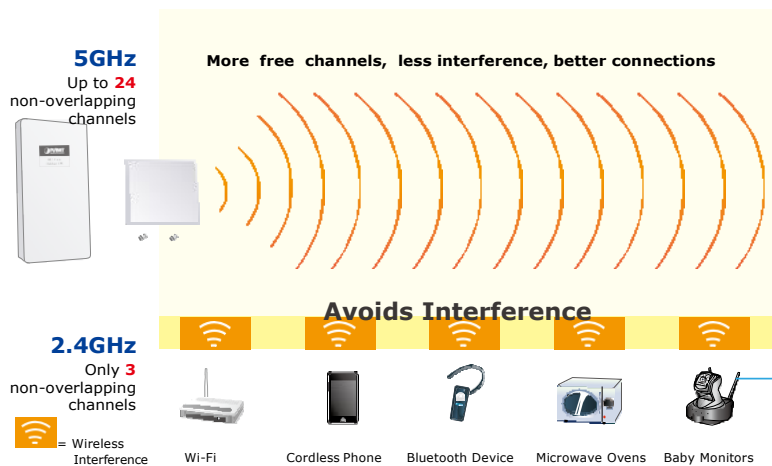 5GHz
Up to 24
non-overlapping
channels
More free channels, less interference, better connections
PLANET
Avoids Interference
2.4GHz
Only 3
non-overlapping
channels
= Wireless
Interference
Wi-Fi
Cordless Phone
Bluetooth Device
Microwave Ovens
Baby Monitors